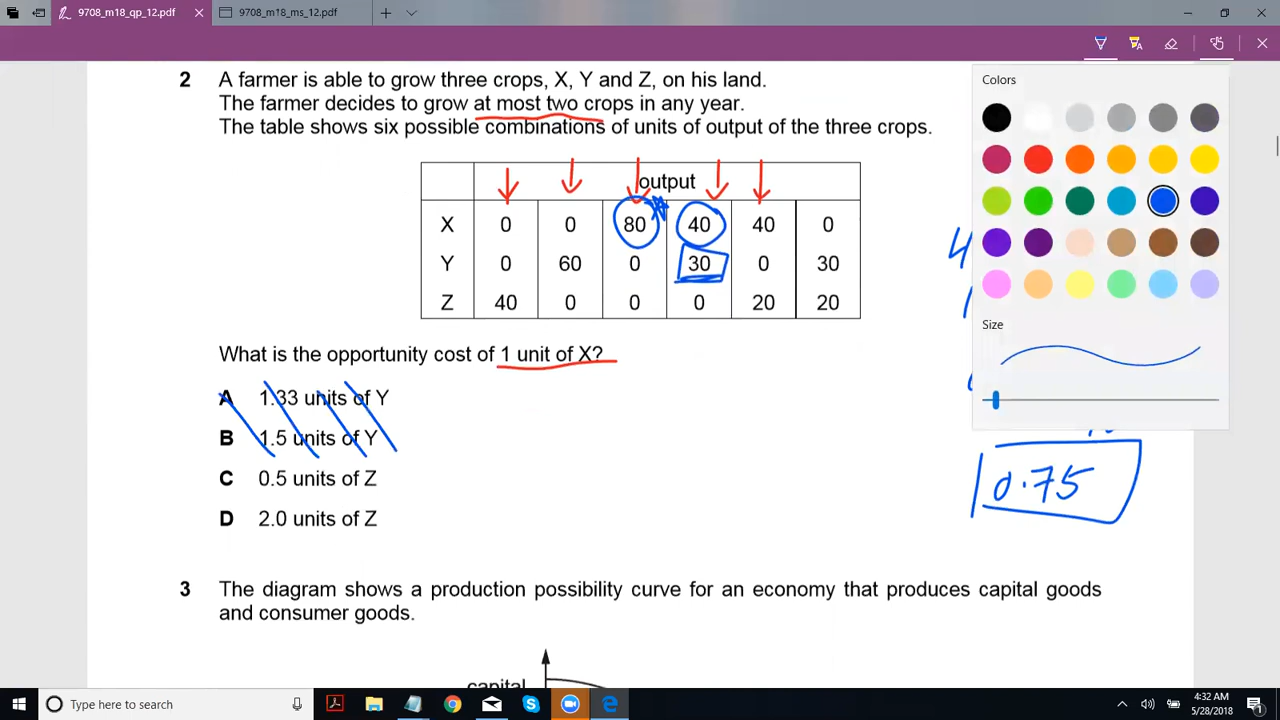 9708_m18_qp_12.pdf
9708_m18_ms_12.pdf
2 A farmer is able to grow three crops, X, Y and Z, on his land.
The farmer decides to grow at most two crops in any year.
The table shows six possible combinations of units of output of the three crops.
output
X 0 0 80 40 40 0
Y 0 60 0 30 0 30
Z 40 0 0 0 20 20
What is the opportunity cost of 1 unit of X?
A 1.33 units of Y
B 1.5 units of Y
C 0.5 units of Z
D 2.0 units of Z
3 The diagram shows a production possibility curve for an economy that produces capital goods
and consumer goods.
capital
Colors
Size
4
0.75
Type here to search
4:32 AM
5/28/2018